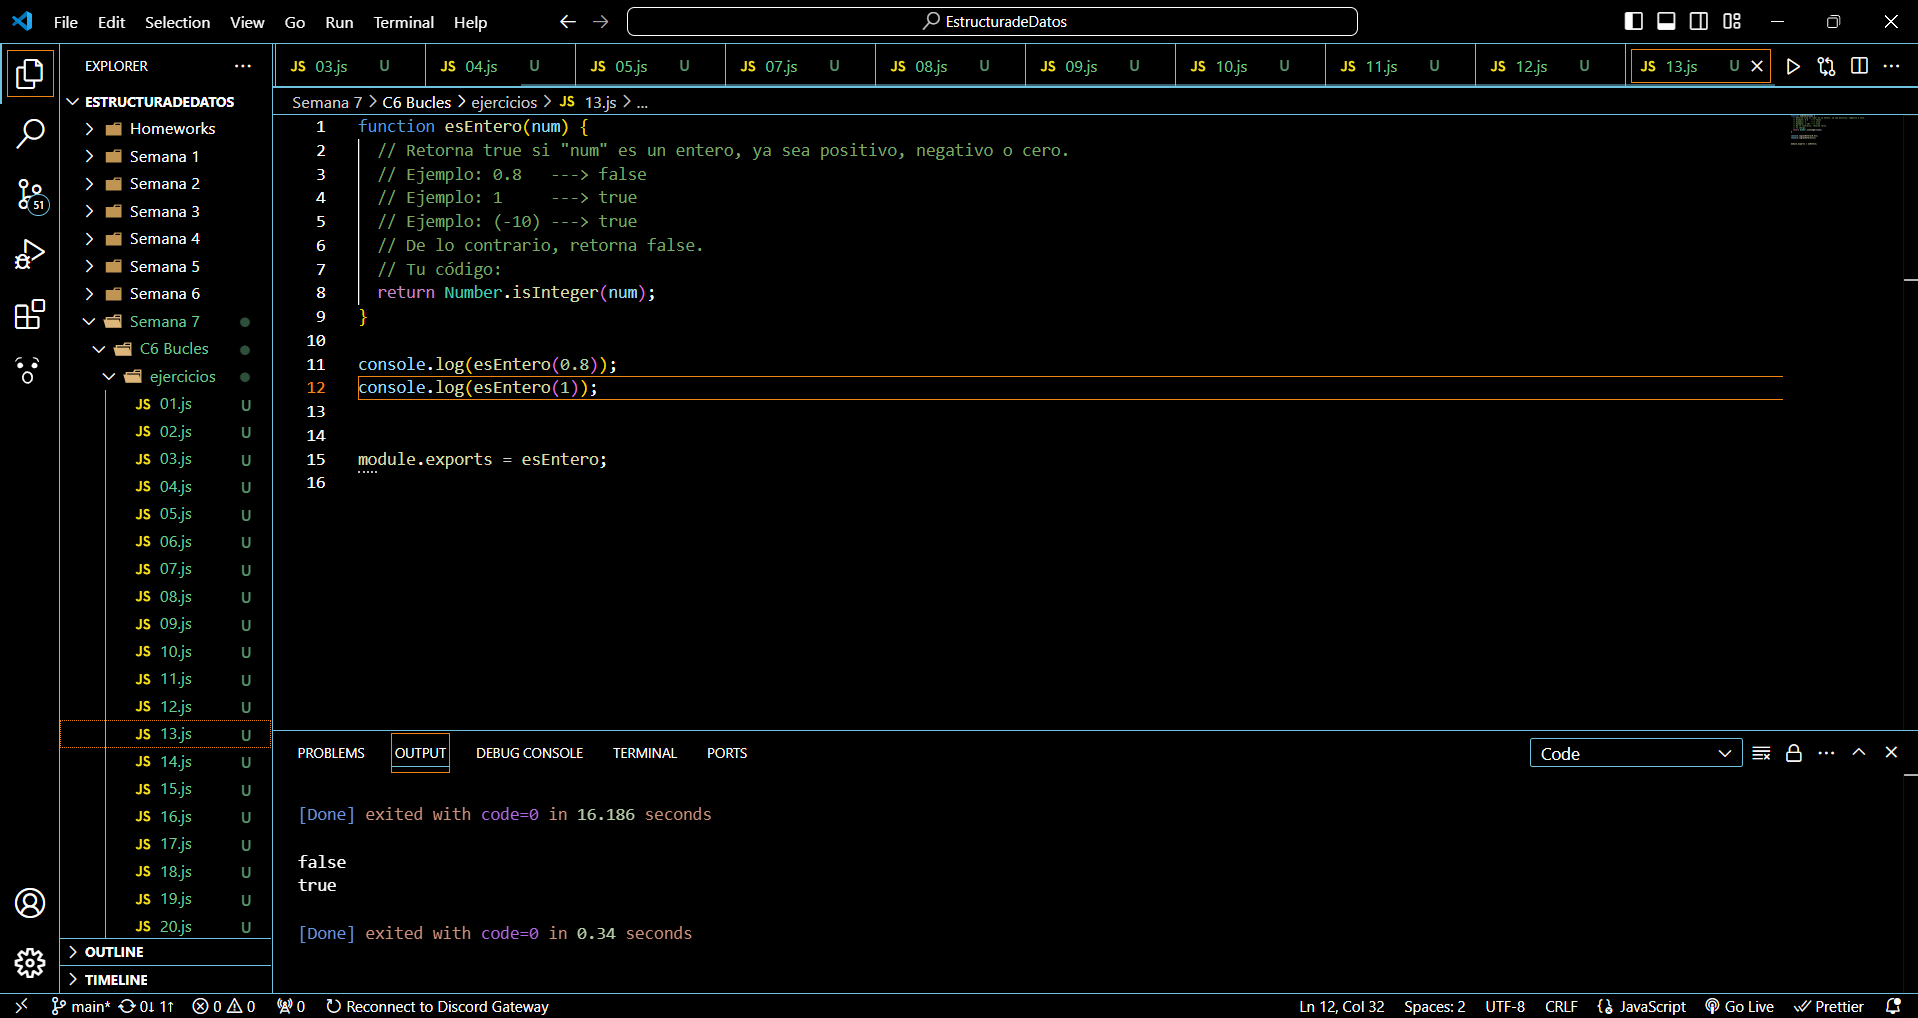 File Edit Selection View Go Run Terminal Help
EstructuradeDatos
EXPLORER
JS 03.js U JS 04.js U JS 05.js U JS 07.js U JS 08.js U JS 09.js U JS 10.js U JS 11.js U JS 12.js U JS 13.js U
ESTRUCTURADEDATOS
Homeworks
Semana 1
Semana 2
Semana 3
Semana 4
Semana 5
Semana 6
Semana 7
C6 Bucles
ejercicios
JS 01.js U
JS 02.js U
JS 03.js U
JS 04.js U
JS 05.js U
JS 06.js U
JS 07.js U
JS 08.js U
JS 09.js U
JS 10.js U
JS 11.js U
JS 12.js U
JS 13.js U
JS 14.js U
JS 15.js U
JS 16.js U
JS 17.js U
JS 18.js U
JS 19.js U
JS 20.js U
OUTLINE
TIMELINE
51
Semana 7 > C6 Bucles > ejercicios > JS 13.js > ...
1 function esEntero(num) {
2 // Retorna true si "num" es un entero, ya sea positivo, negativo o cero.
3 // Ejemplo: 0.8 ---> false
4 // Ejemplo: 1 ---> true
5 // Ejemplo: (-10) ---> true
6 // De lo contrario, retorna false.
7 // Tu código:
8 return Number.isInteger(num);
9 }
10
11 console.log(esEntero(0.8));
12 console.log(esEntero(1));
13
14
15 module.exports = esEntero;
16
PROBLEMS OUTPUT DEBUG CONSOLE TERMINAL PORTS
Code
[Done] exited with code=0 in 16.186 seconds
false
true
[Done] exited with code=0 in 0.34 seconds
main* 0↓ 1↑ 0 0 0 Reconnect to Discord Gateway
Ln 12, Col 32 Spaces: 2 UTF-8 CRLF {} JavaScript Go Live Prettier